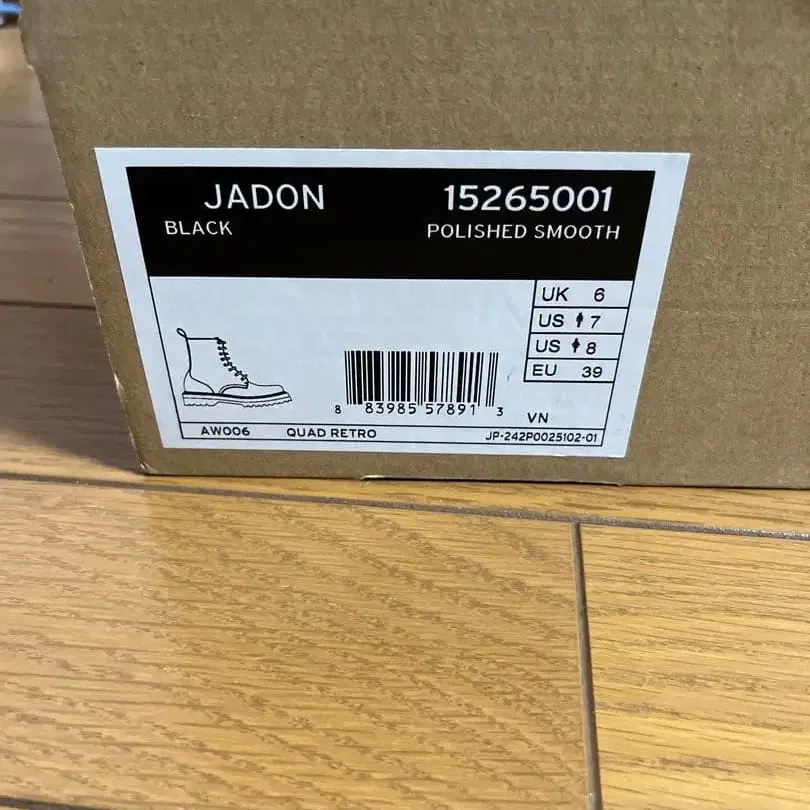 JADON 15265001
BLACK POLISHED SMOOTH
UK 6
US 7
US 8
EU 39
8 83985 57891 3
VN
AW006 QUAD RETRO JP-242P0025102-01